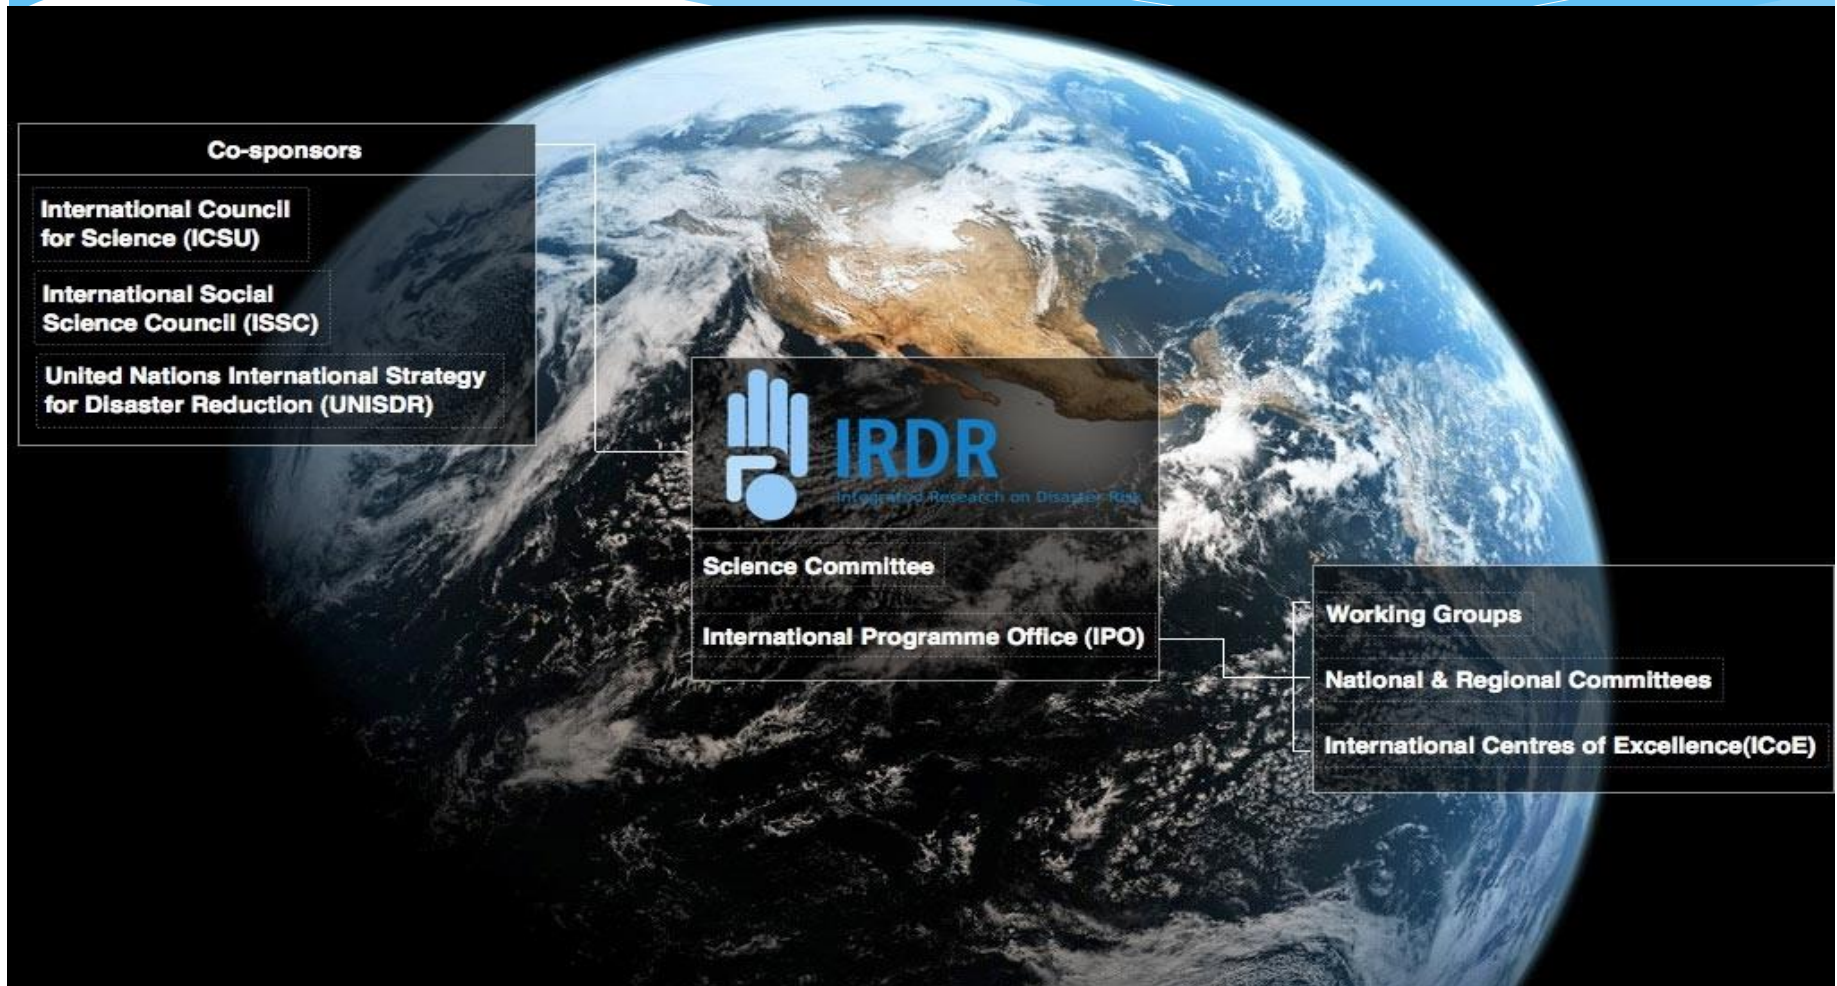 Co-sponsors
International Council
for Science (ICSU)
International Social
Science Council (ISSC)
United Nations International Strategy
for Disaster Reduction (UNISDR)
IRDR
Integrated Research on Disaster Risk
Science Committee
International Programme Office (IPO)
Working Groups
National & Regional Committees
International Centres of Excellence(ICoE)